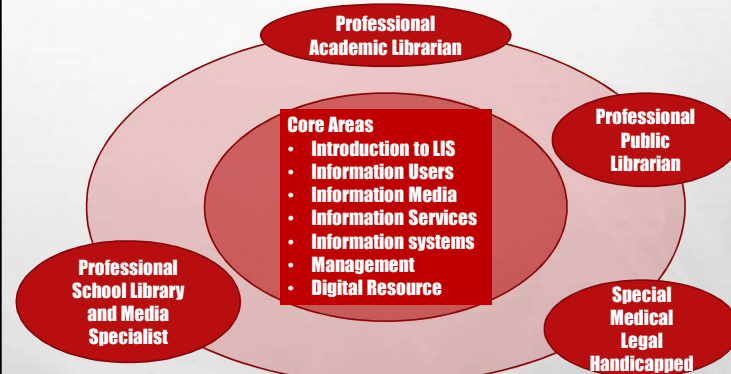 Professional
Academic Librarian
Professional
Public
Librarian
Core Areas
• Introduction to LIS
• Information Users
• Information Media
• Information Services
• Information systems
• Management
• Digital Resource
Professional
School Library
and Media
Specialist
Special
Medical
Legal
Handicapped